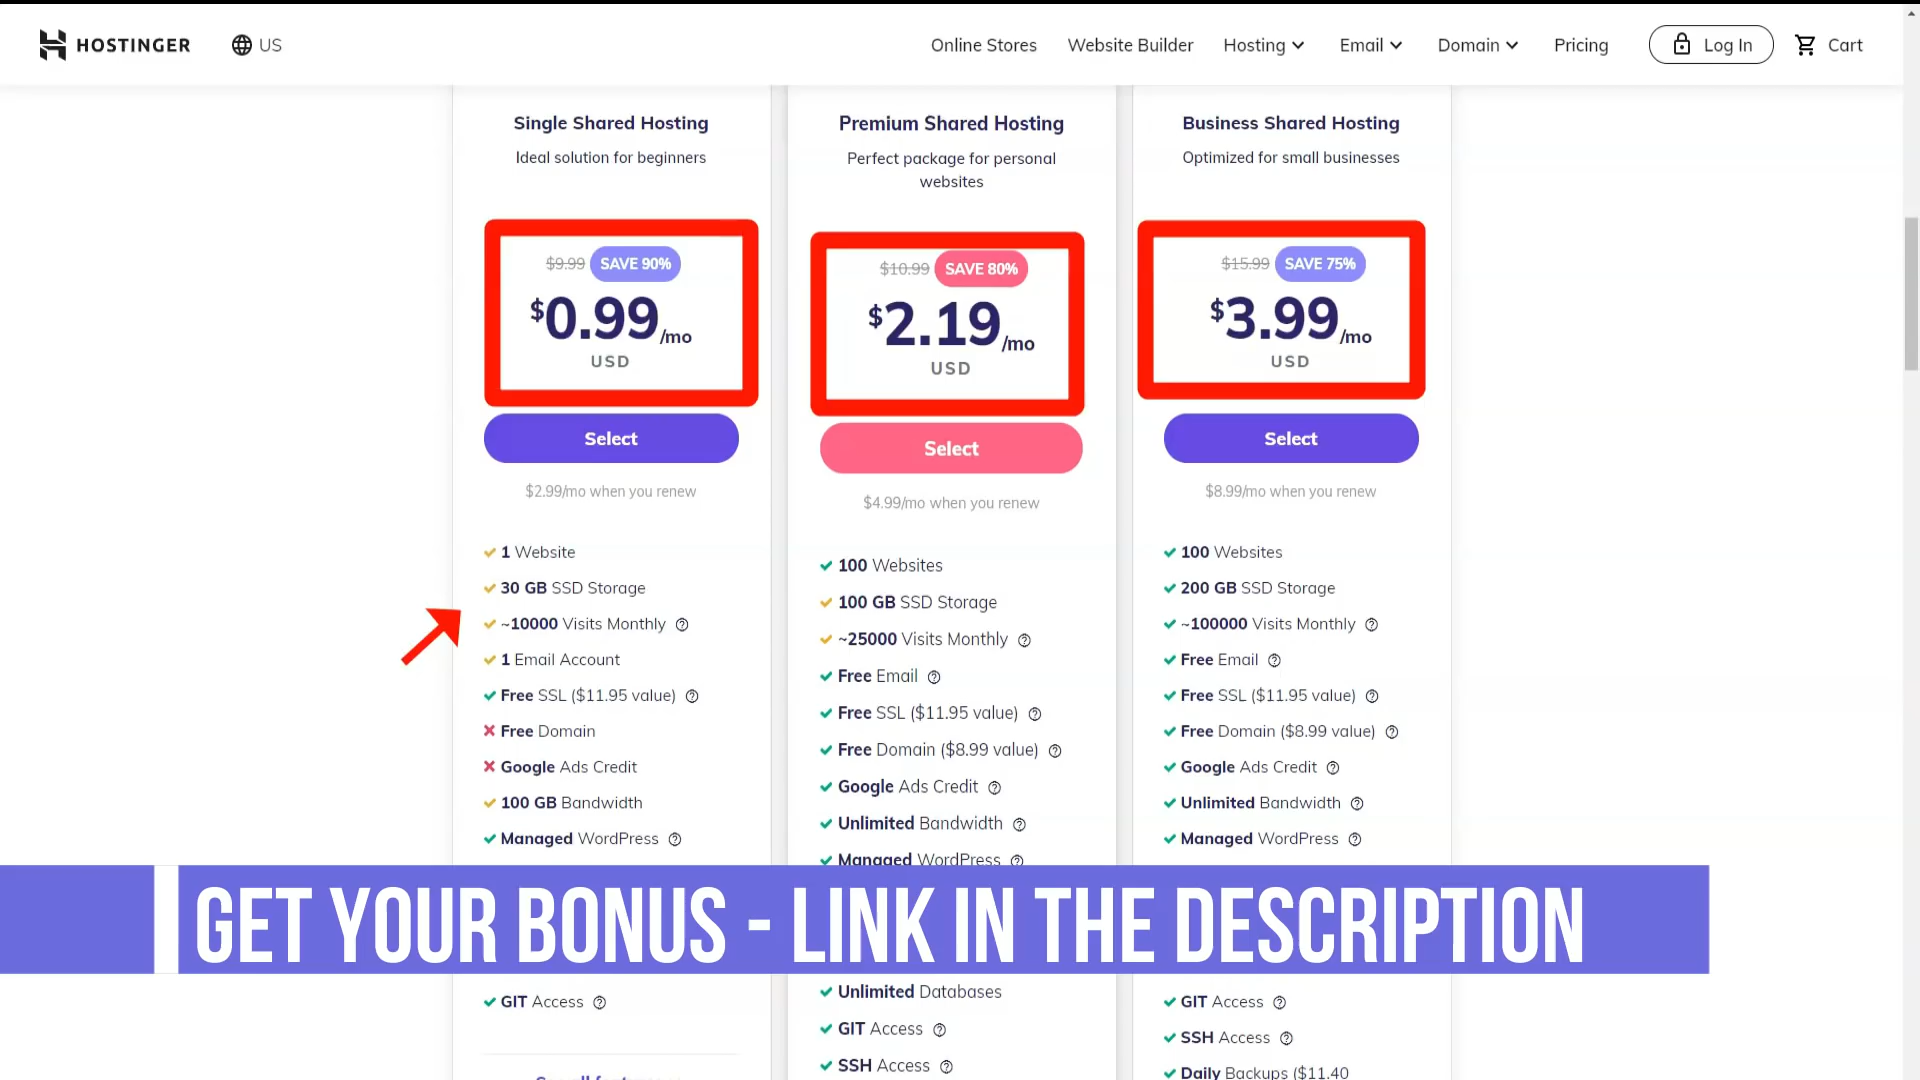 HOSTINGER
US
Online Stores
Website Builder
Hosting
Email
Domain
Pricing
Log In
Cart
Single Shared Hosting
Ideal solution for beginners
$9.99 SAVE 90%
$0.99/mo
USD
Select
$2.99/mo when you renew
1 Website
30 GB SSD Storage
~10000 Visits Monthly
1 Email Account
Free SSL ($11.95 value)
Free Domain
Google Ads Credit
100 GB Bandwidth
Managed WordPress
GIT Access
Premium Shared Hosting
Perfect package for personal
websites
$10.99 SAVE 80%
$2.19/mo
USD
Select
$4.99/mo when you renew
100 Websites
100 GB SSD Storage
~25000 Visits Monthly
Free Email
Free SSL ($11.95 value)
Free Domain ($8.99 value)
Google Ads Credit
Unlimited Bandwidth
Managed WordPress
Unlimited Databases
GIT Access
SSH Access
Business Shared Hosting
Optimized for small businesses
$15.99 SAVE 75%
$3.99/mo
USD
Select
$8.99/mo when you renew
100 Websites
200 GB SSD Storage
~100000 Visits Monthly
Free Email
Free SSL ($11.95 value)
Free Domain ($8.99 value)
Google Ads Credit
Unlimited Bandwidth
Managed WordPress
GIT Access
SSH Access
Daily Backups ($11.40
GET YOUR BONUS - LINK IN THE DESCRIPTION